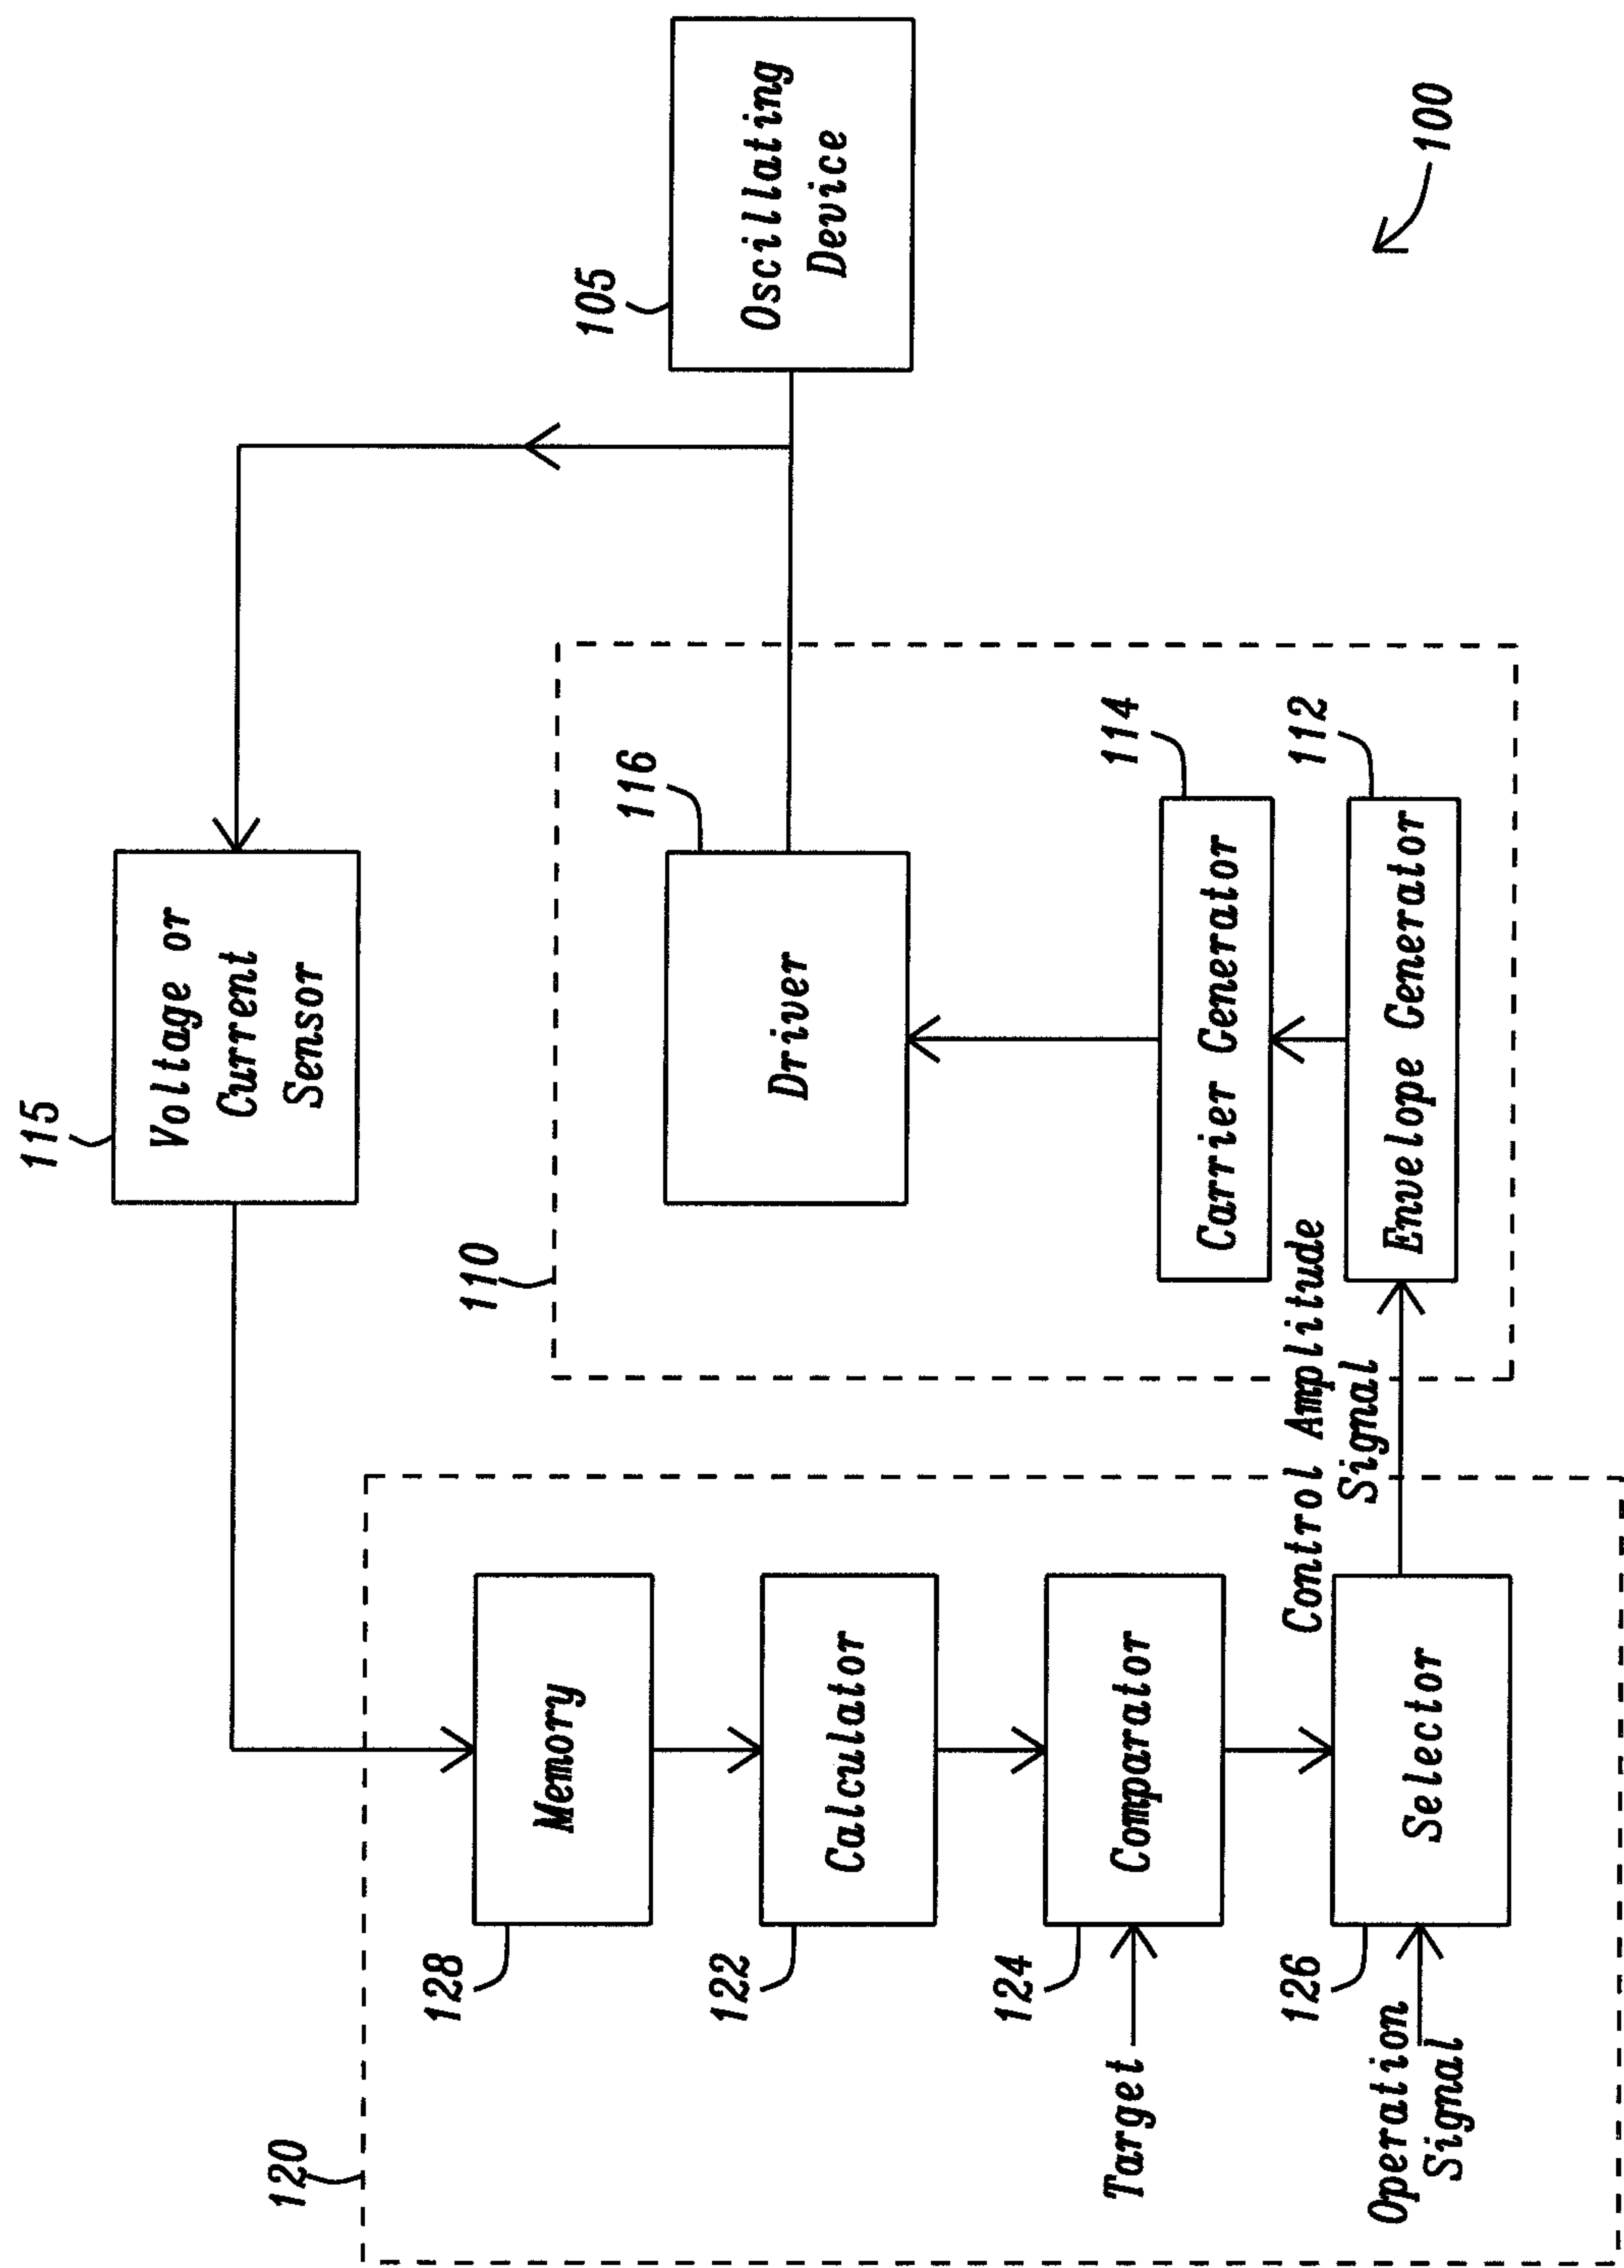 120
128
Memory
122
Calculator
Target
124
Comparator
Operation
Signal
126
Selector
Control Amplitude
Signal
115
Voltage or
Current
Sensor
110
116
Driver
114
Carrier Generator
112
Envelope Generator
105
Oscillating
Device
100